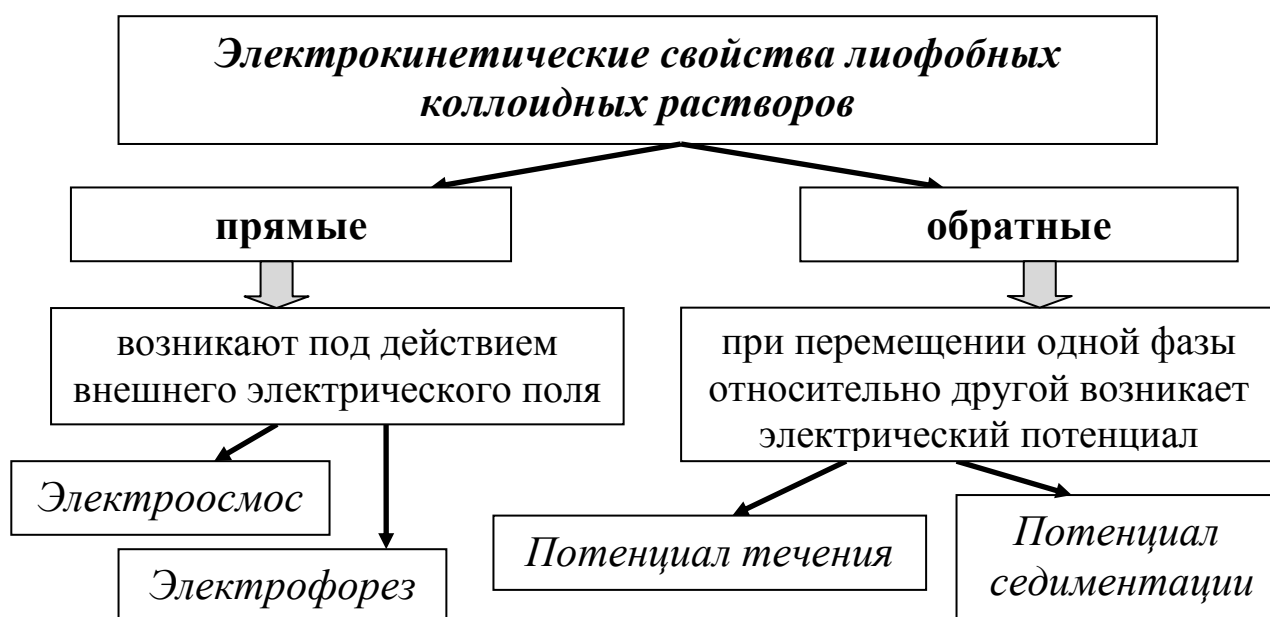 Электрокинетические свойства лиофобных
коллоидных растворов
прямые
обратные
возникают под действием
внешнего электрического поля
при перемещении одной фазы
относительно другой возникает
электрический потенциал
Электроосмос
Электрофорез
Потенциал течения
Потенциал
седиментации